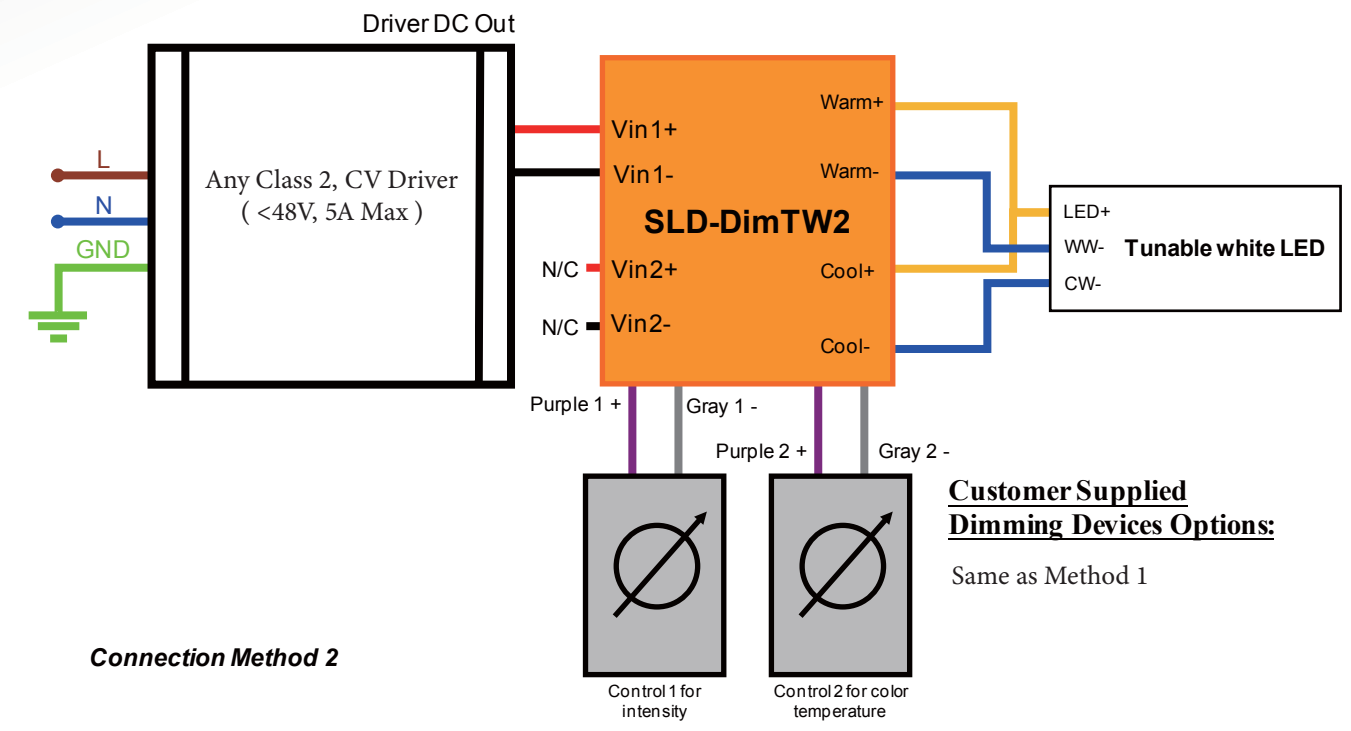 Driver DC Out
L
N
GND
Any Class 2, CV Driver
( <48V, 5A Max )
Vin1+
Vin1-
SLD-DimTW2
N/C
Vin2+
N/C
Vin2-
Warm+
Warm-
Cool+
Cool-
LED+
WW-
Tunable white LED
CW-
Purple 1 +
Gray 1 -
Purple 2 +
Gray 2 -
Customer Supplied
Dimming Devices Options:
Same as Method 1
Connection Method 2
Control 1 for
intensity
Control 2 for color
temperature